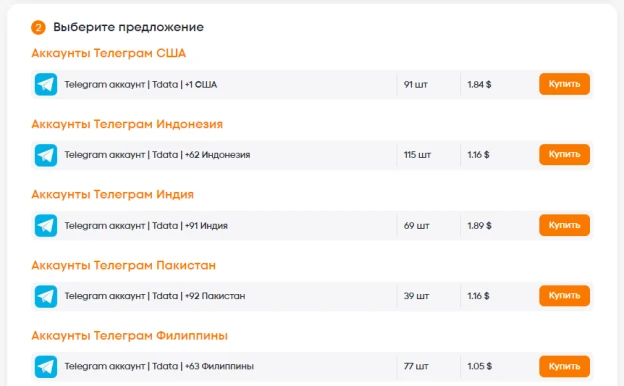 2 Выберите предложение
Аккаунты Телеграм США
Telegram аккаунт | Tdata | +1 США 91 шт 1.84 $ Купить
Аккаунты Телеграм Индонезия
Telegram аккаунт | Tdata | +62 Индонезия 115 шт 1.16 $ Купить
Аккаунты Телеграм Индия
Telegram аккаунт | Tdata | +91 Индия 69 шт 1.89 $ Купить
Аккаунты Телеграм Пакистан
Telegram аккаунт | Tdata | +92 Пакистан 39 шт 1.16 $ Купить
Аккаунты Телеграм Филиппины
Telegram аккаунт | Tdata | +63 Филиппины 77 шт 1.05 $ Купить